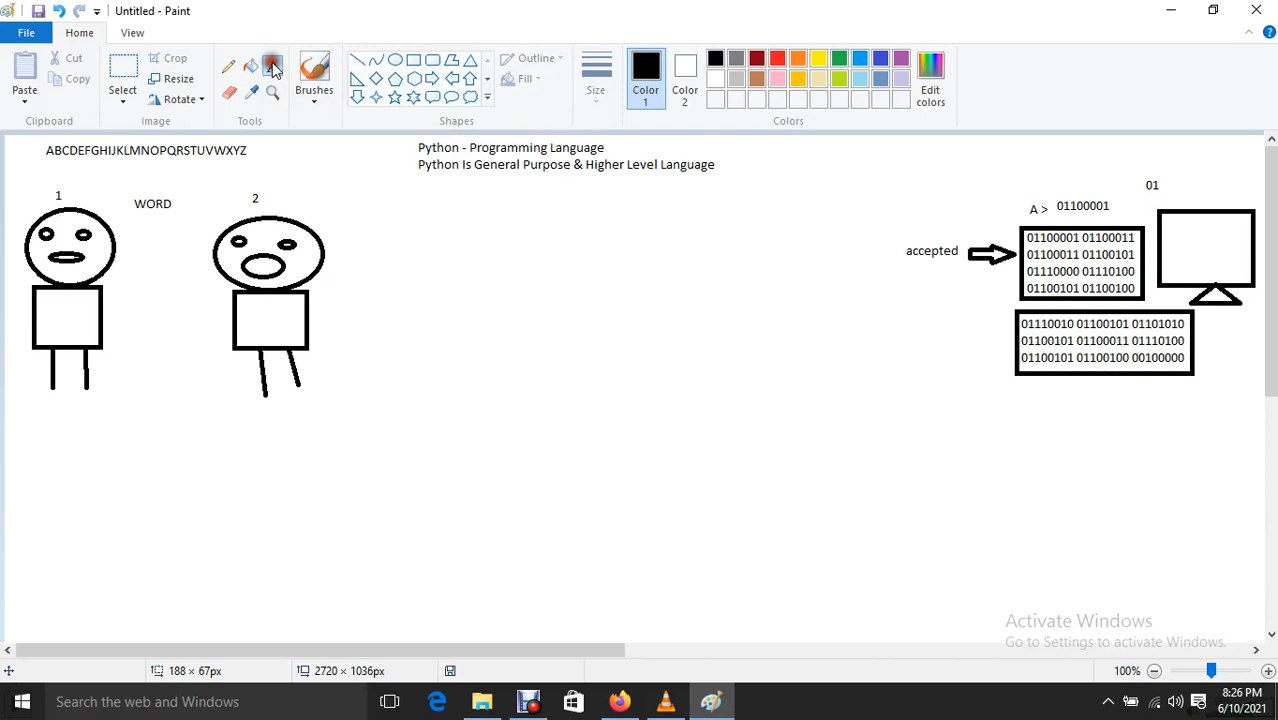 Untitled - Paint
File
Home
View
Paste
Cut
Copy
Clipboard
Select
Crop
Resize
Rotate
Image
Tools
Brushes
Shapes
Outline
Fill
Size
Color 1
Color 2
Edit colors
Colors
ABCDEFGHIJKLMNOPQRSTUVWXYZ
Python - Programming Language
Python Is General Purpose & Higher Level Language
1
WORD
2
01
A > 01100001
accepted
01100001 01100011
01100011 01100101
01110000 01110100
01100101 01100100
01110010 01100101 01101010
01100101 01100011 01110100
01100101 01100100 00100000
Activate Windows
Go to Settings to activate Windows.
188 × 67px
2720 × 1036px
100%
Search the web and Windows
8:26 PM
6/10/2021